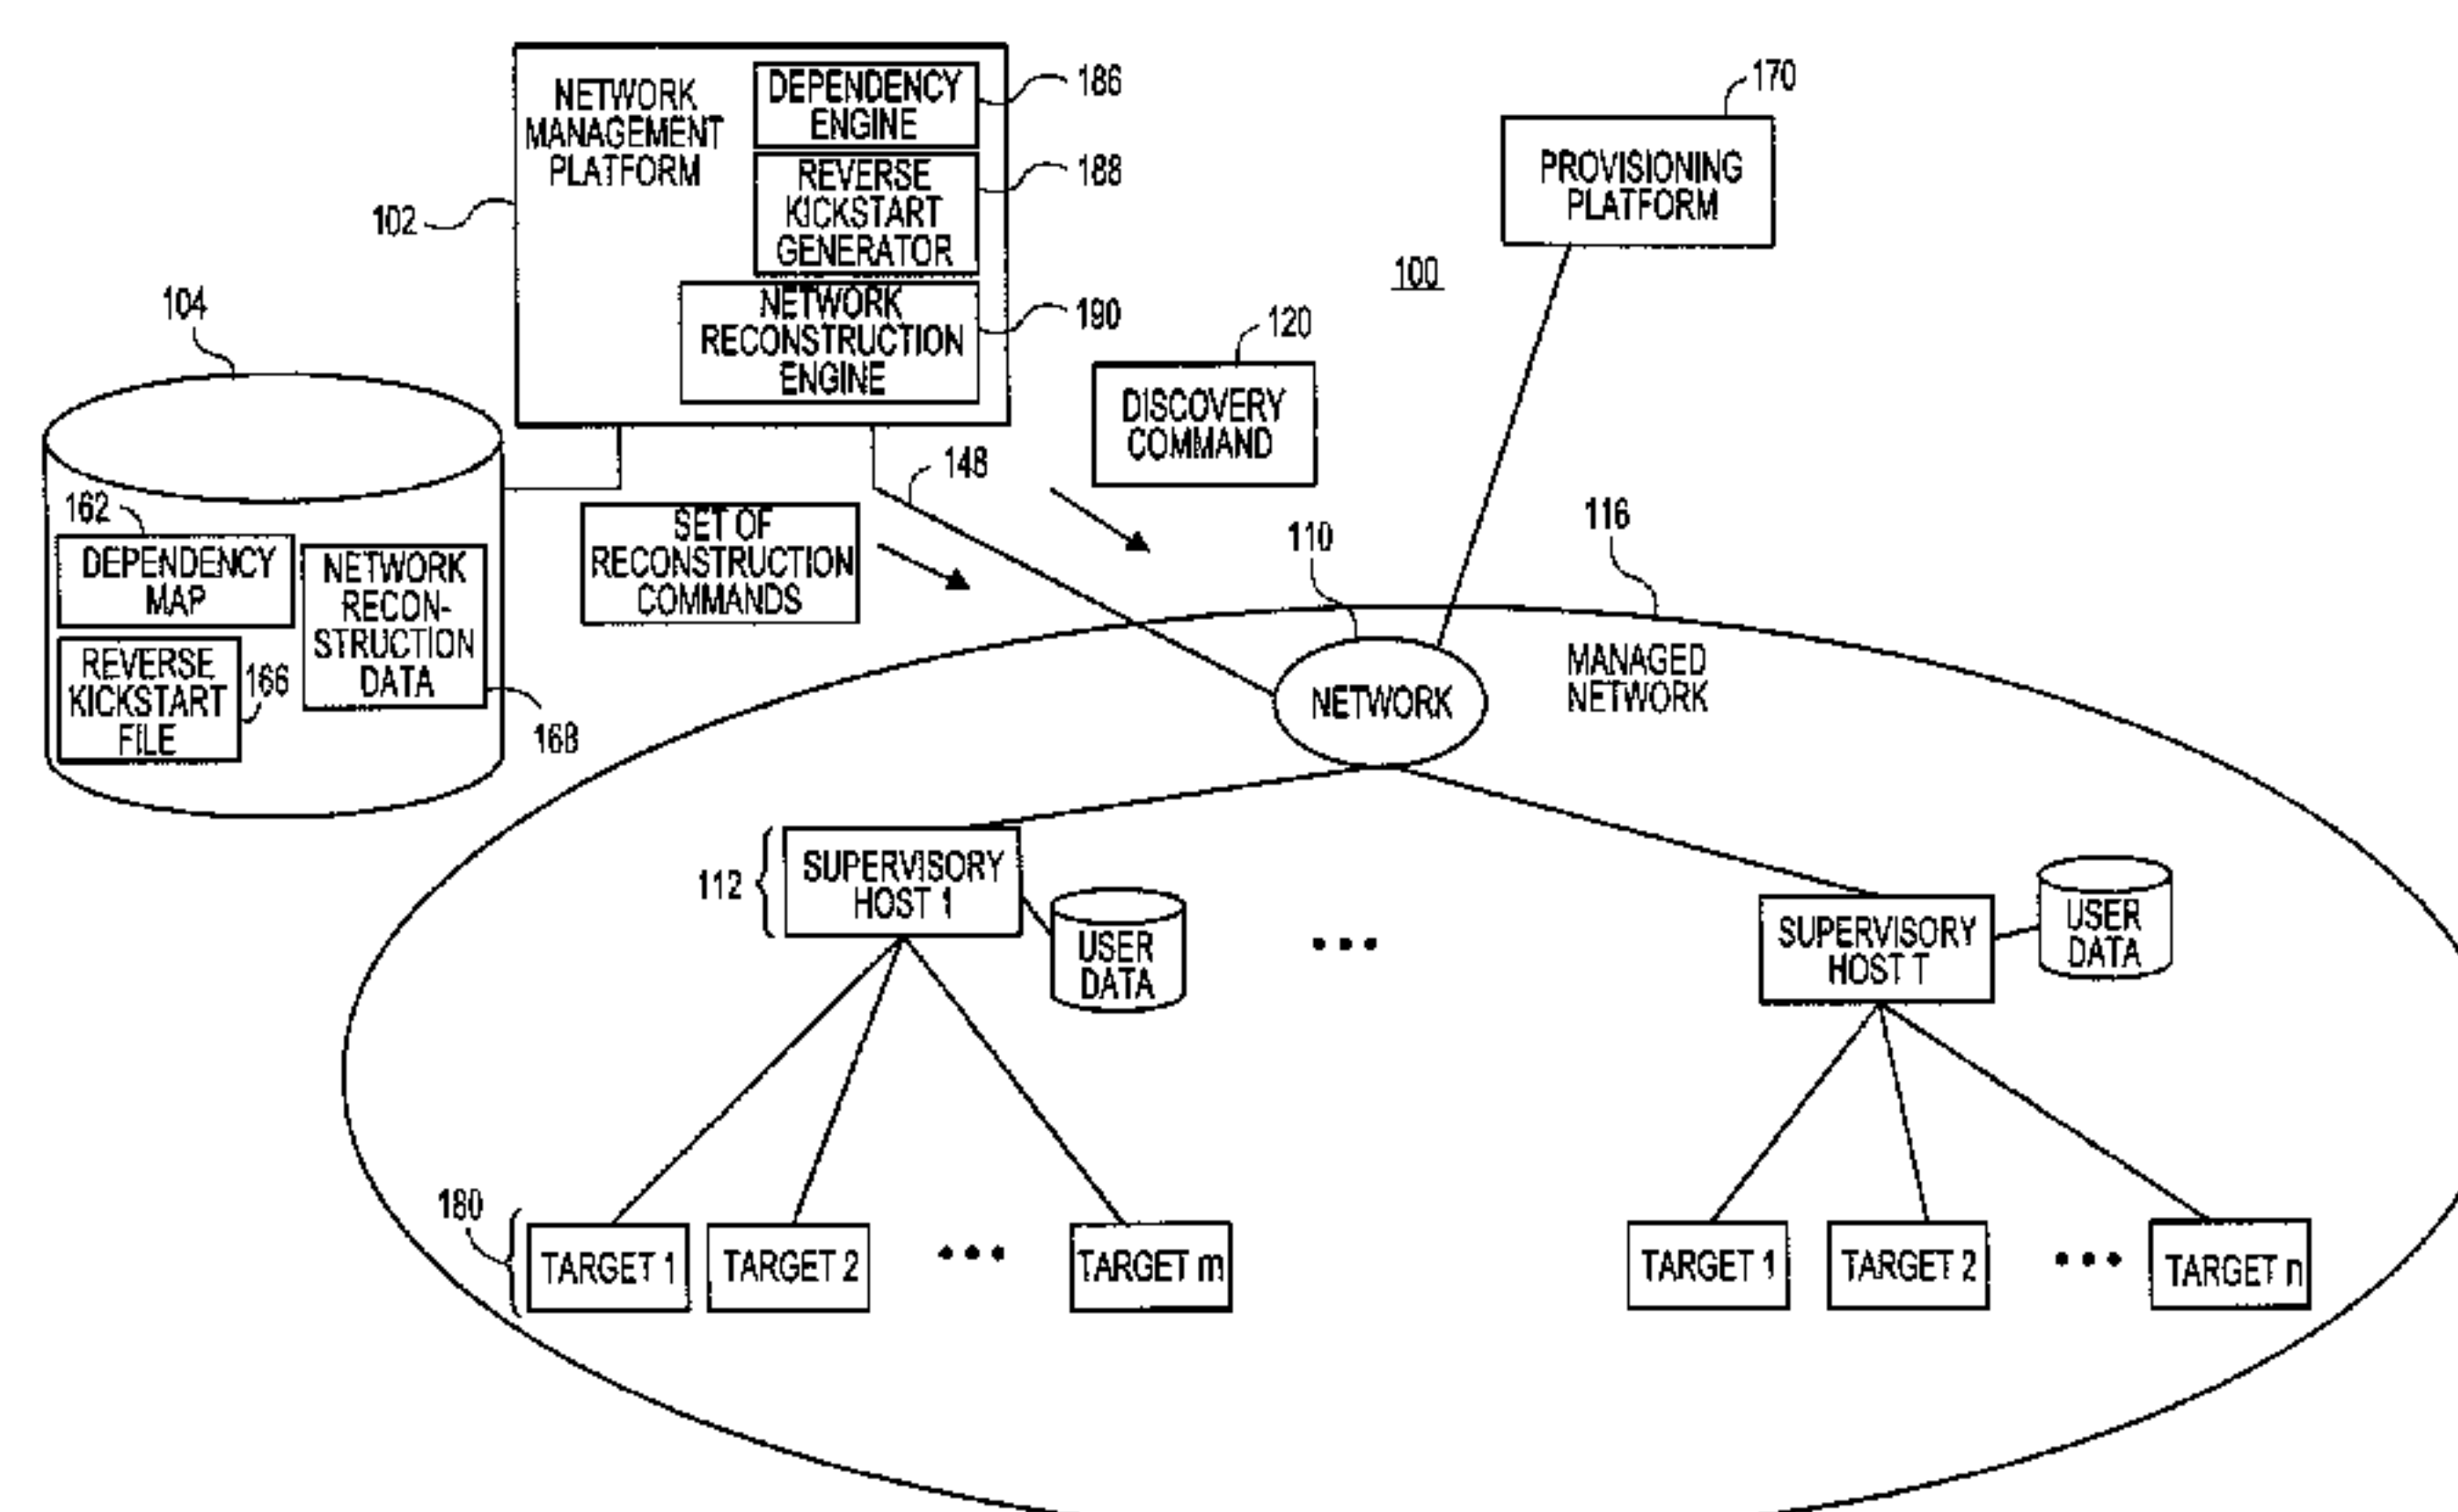 NETWORK
MANAGEMENT
PLATFORM
DEPENDENCY
ENGINE
186
REVERSE
KICKSTART
GENERATOR
188
NETWORK
RECONSTRUCTION
ENGINE
190
102
170
PROVISIONING
PLATFORM
100
104
120
DISCOVERY
COMMAND
148
SET OF
RECONSTRUCTION
COMMANDS
162
DEPENDENCY
MAP
NETWORK
RECON-
STRUCTION
DATA
REVERSE
KICKSTART
FILE
166
168
110
116
NETWORK
MANAGED
NETWORK
112
SUPERVISORY
HOST 1
USER
DATA
SUPERVISORY
HOST T
USER
DATA
180
TARGET 1
TARGET 2
TARGET m
TARGET 1
TARGET 2
TARGET n